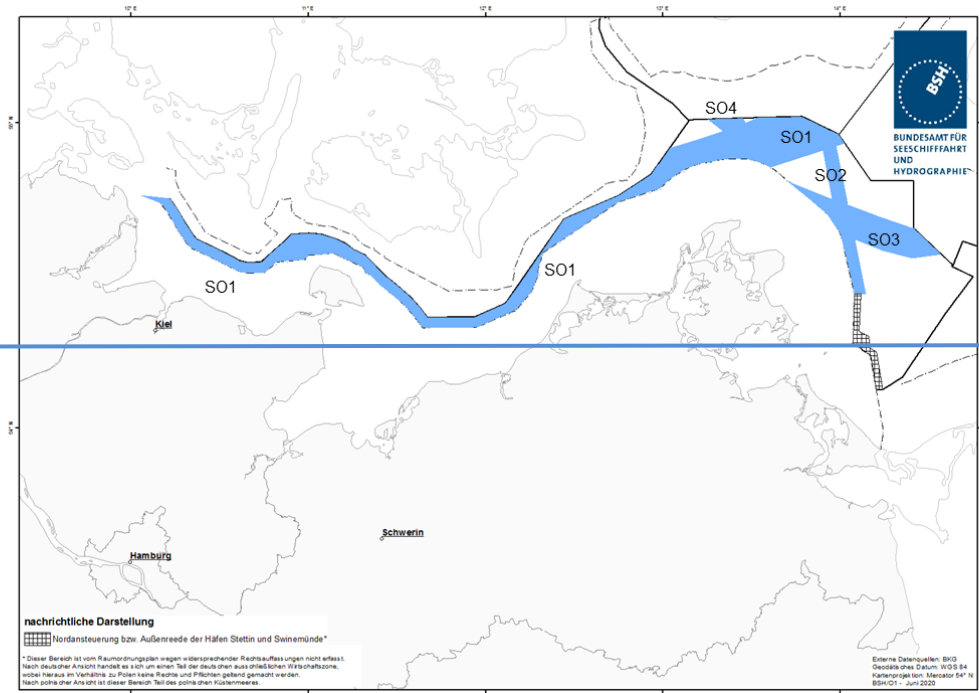 10° E
11° E
12° E
13° E
14° E
BSH
BUNDESAMT FÜR
SEESCHIFFFAHRT
UND
HYDROGRAPHIE
SO4
SO1
SO2
SO3
SO1
SO1
Kiel
Schwerin
Hamburg
nachrichtliche Darstellung
Nordansteuerung bzw. Außenreede der Häfen Stettin und Swinemünde*
* Dieser Bereich ist vom Raumordnungsplan wegen widersprechender Rechtsauffassungen nicht erfasst.
Nach deutscher Ansicht handelt es sich um einen Teil der deutschen ausschließlichen Wirtschaftszone,
wobei hieraus im Verhältnis zu Polen keine Rechte und Pflichten geltend gemacht werden.
Nach polnischer Ansicht ist dieser Bereich Teil des polnischen Küstenmeeres.
Externe Datenquellen: BKG
Geodätisches Datum: WGS 84
Kartenprojektion: Mercator 54° N
BSH/O1 - Juni 2020